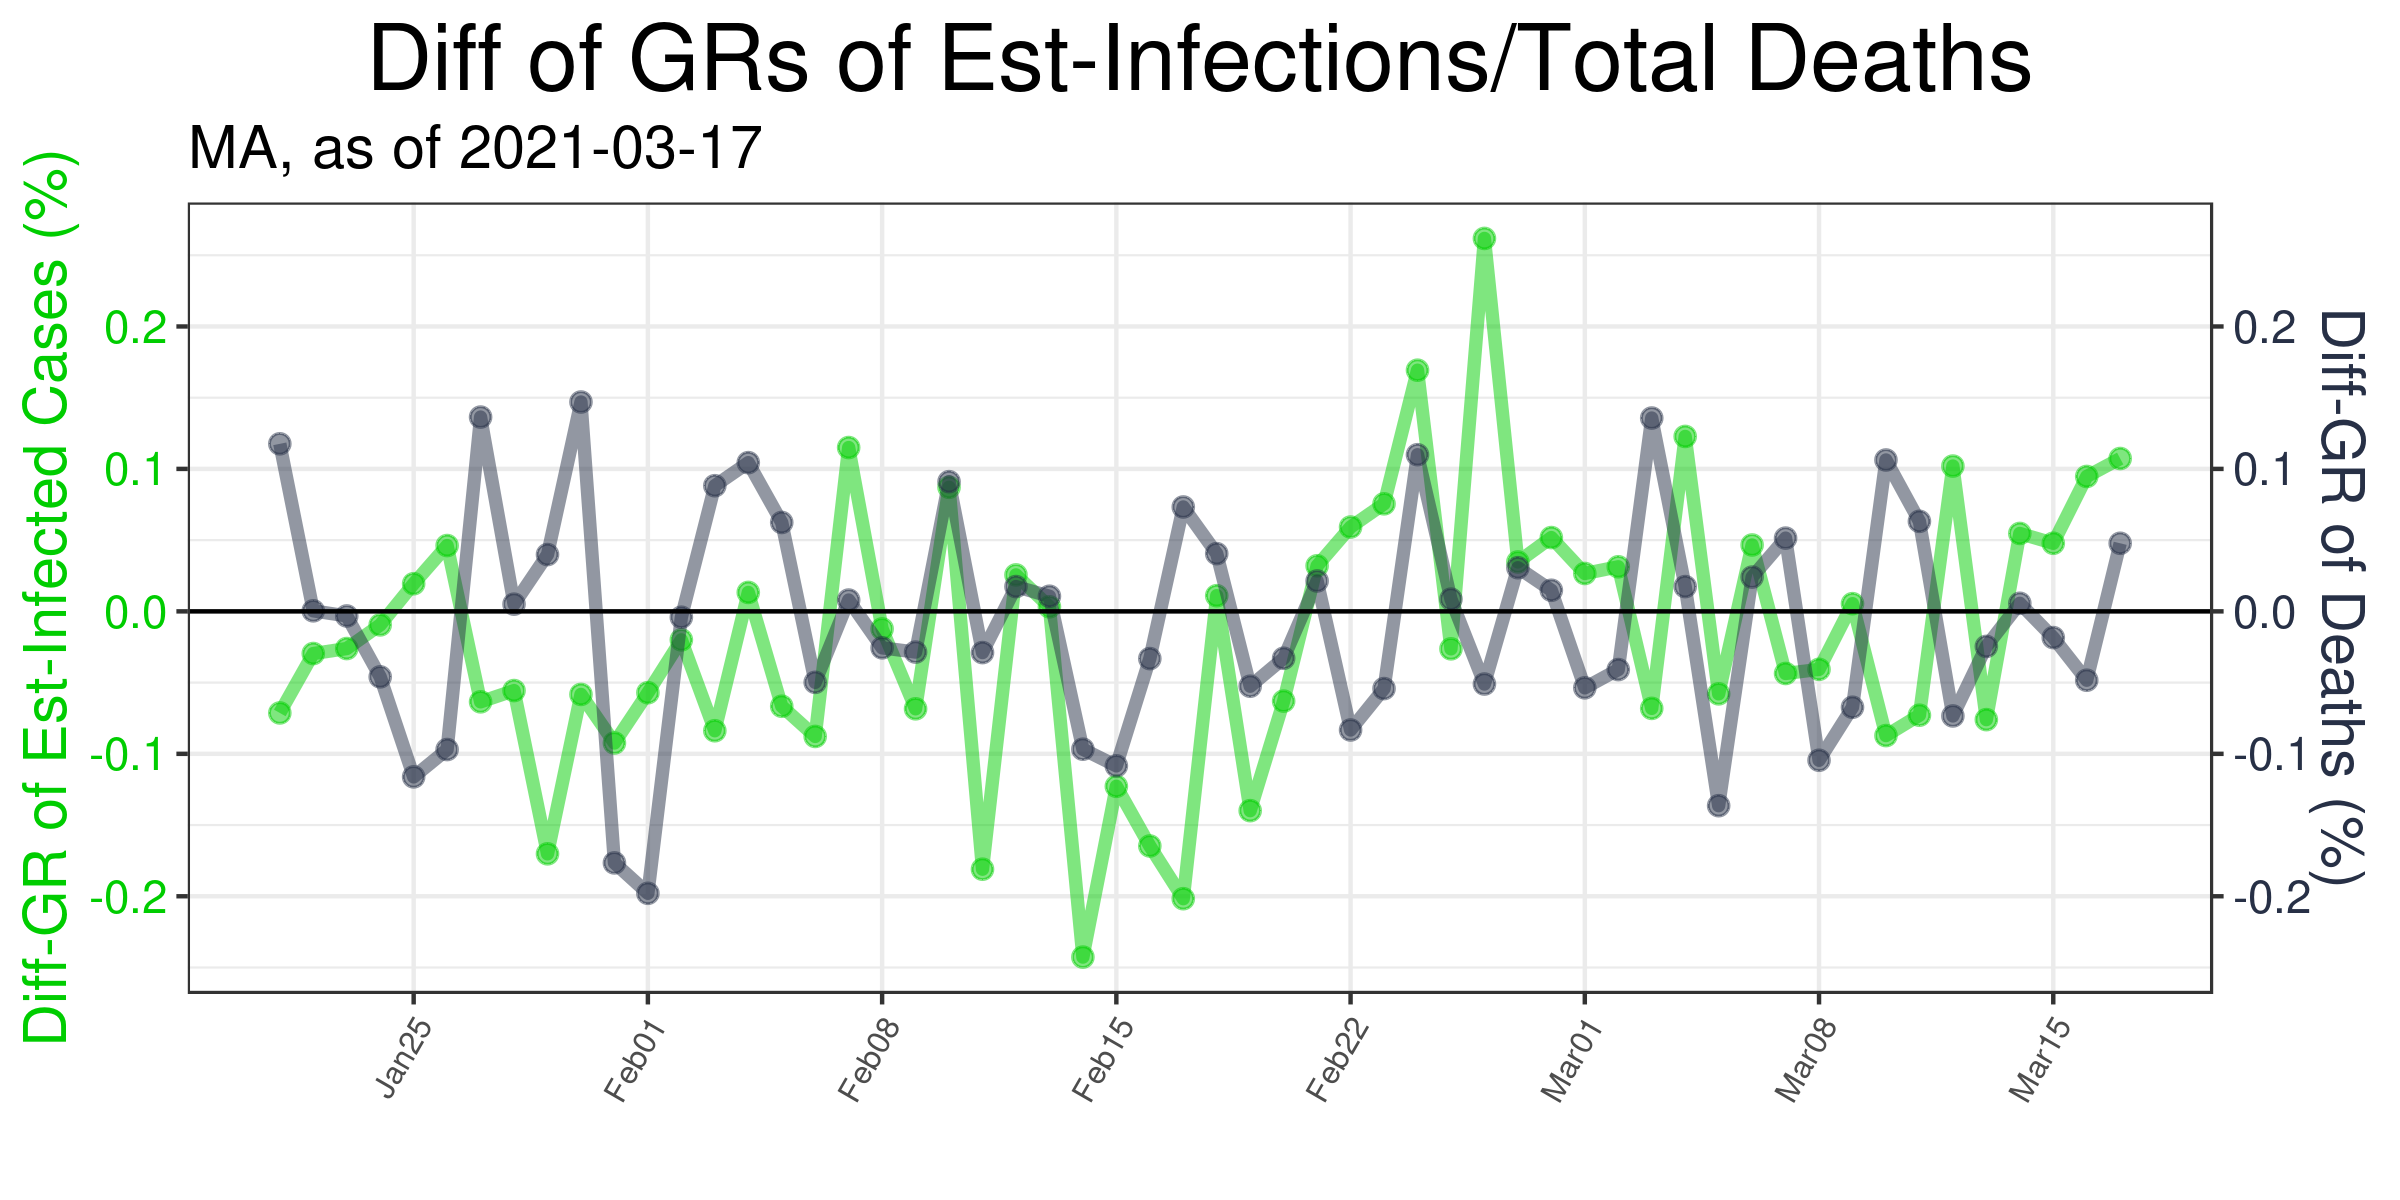 Diff of GRs of Est-Infections/Total Deaths
MA, as of 2021-03-17
Diff-GR of Est-Infected Cases (%)
0.2
0.1
0.0
-0.1
-0.2
0.2
0.1
0.0
-0.1
-0.2
Diff-GR of Deaths (%)
Jan25
Feb01
Feb08
Feb15
Feb22
Mar01
Mar08
Mar15